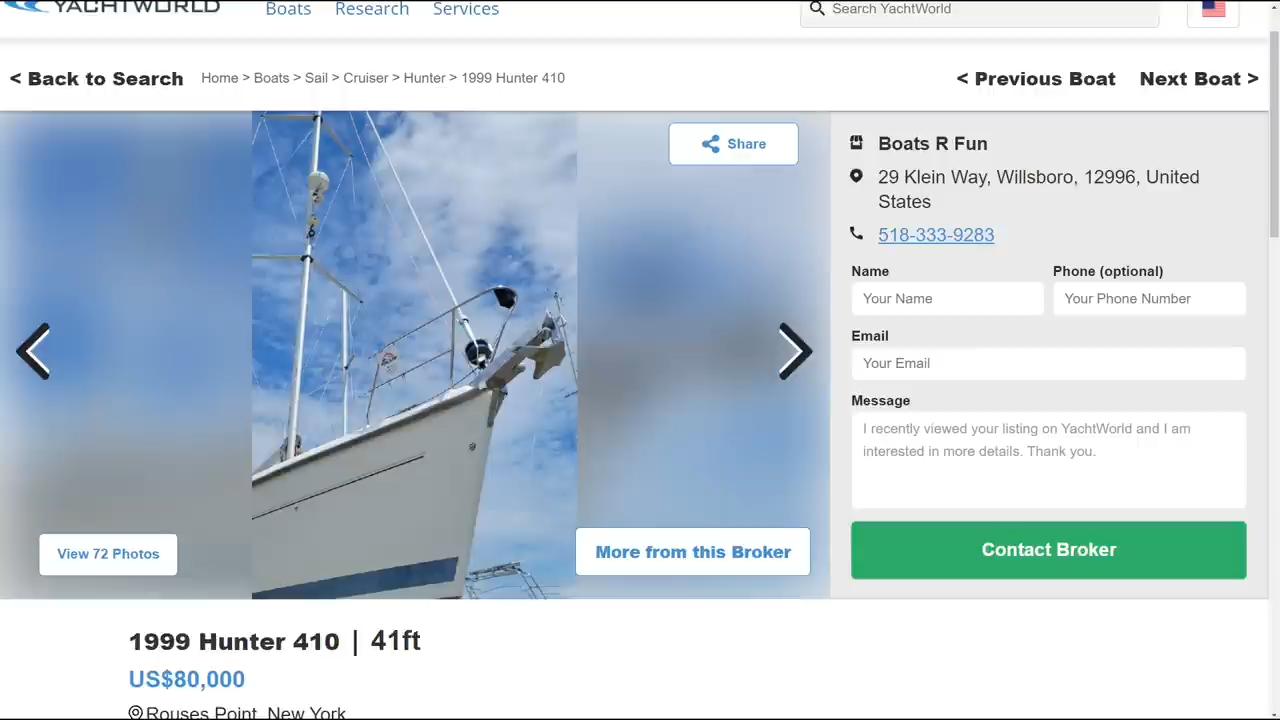 YACHTWORLD
Boats Research Services
Search YachtWorld
< Back to Search
Home > Boats > Sail > Cruiser > Hunter > 1999 Hunter 410
< Previous Boat Next Boat >
Share
View 72 Photos
More from this Broker
Boats R Fun
29 Klein Way, Willsboro, 12996, United
States
518-333-9283
Name Phone (optional)
Your Name Your Phone Number
Email
Your Email
Message
I recently viewed your listing on YachtWorld and I am
interested in more details. Thank you.
Contact Broker
1999 Hunter 410 | 41ft
US$80,000
Rouses Point, New York